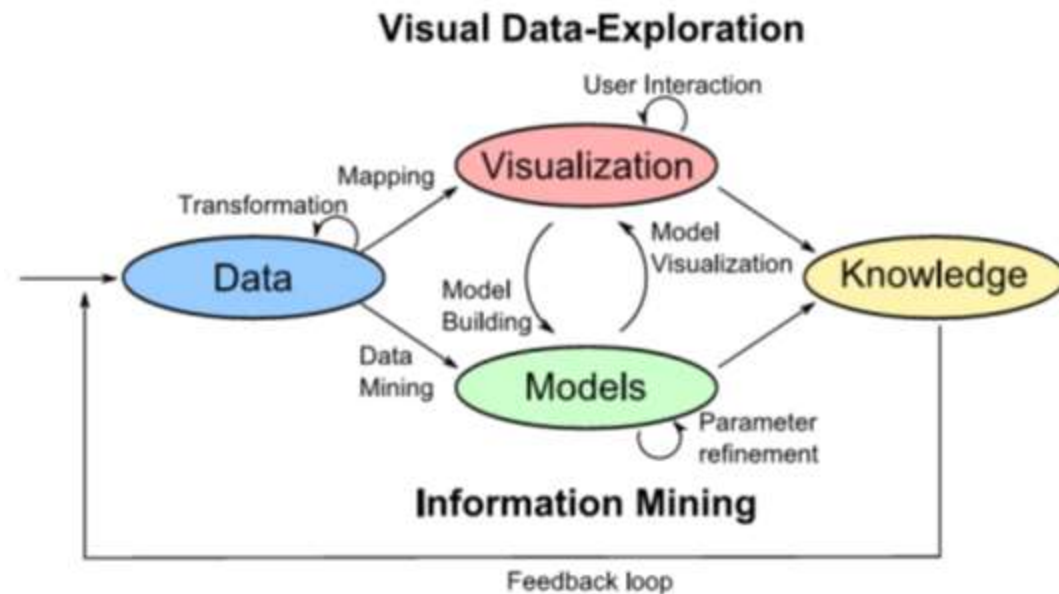 Visual Data-Exploration
User Interaction
Visualization
Mapping
Transformation
Data
Model
Visualization
Knowledge
Model
Building
Data
Mining
Models
Parameter
refinement
Information Mining
Feedback loop